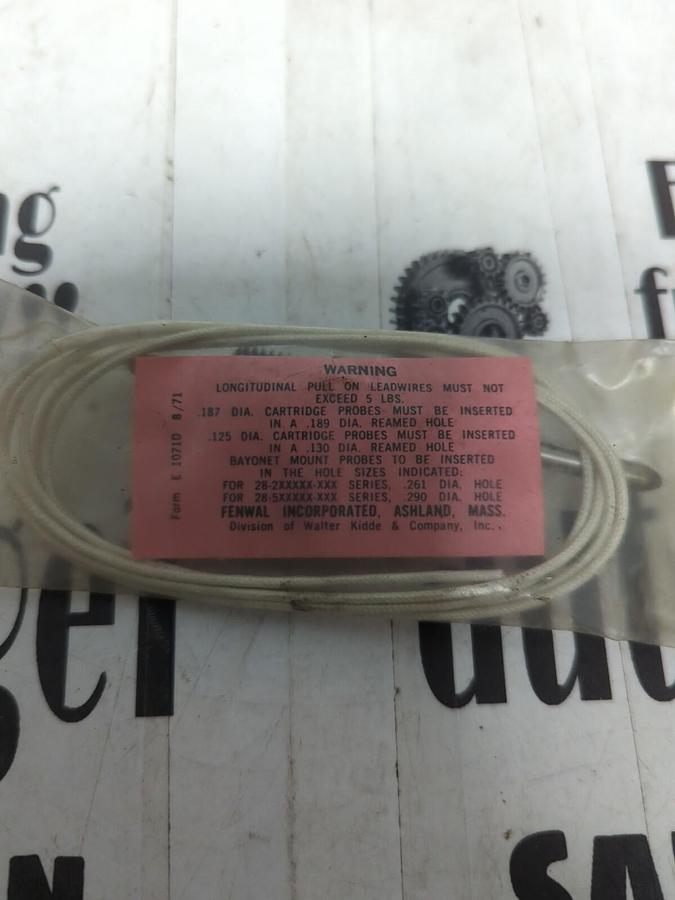 ng
WARNING
LONGITUDINAL PULL ON LEADWIRES MUST NOT
EXCEED 5 LBS.
.187 DIA. CARTRIDGE PROBES MUST BE INSERTED
IN A .189 DIA. REAMED HOLE
.125 DIA. CARTRIDGE PROBES MUST BE INSERTED
IN A .130 DIA. REAMED HOLE
BAYONET MOUNT PROBES TO BE INSERTED
IN THE HOLE SIZES INDICATED:
FOR 28-2XXXXX-XXX SERIES, .261 DIA. HOLE
FOR 28-5XXXXX-XXX SERIES, .290 DIA. HOLE
FENWAL INCORPORATED, ASHLAND, MASS.
Division of Walter Kidde & Company, Inc.
Form E 10710 8/71